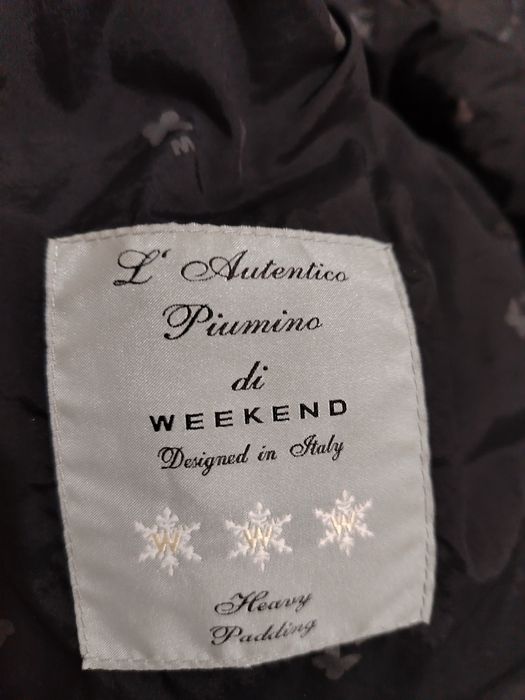 L' Autentico
Piumino
di
WEEKEND
Designed in Italy
W W W
Heavy
Padding